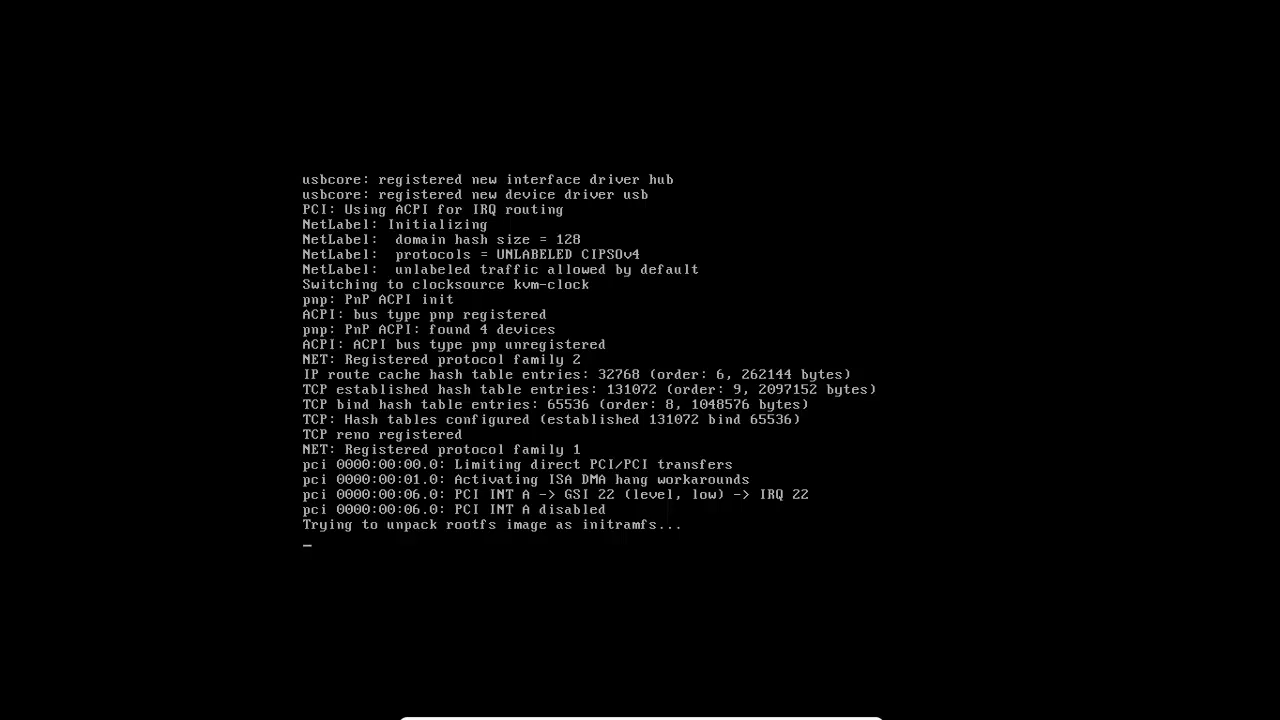 usbcore: registered new interface driver hub
usbcore: registered new device driver usb
PCI: Using ACPI for IRQ routing
NetLabel: Initializing
NetLabel:  domain hash size = 128
NetLabel:  protocols = UNLABELED CIPSOv4
NetLabel:  unlabeled traffic allowed by default
Switching to clocksource kvm-clock
pnp: PnP ACPI init
ACPI: bus type pnp registered
pnp: PnP ACPI: found 4 devices
ACPI: ACPI bus type pnp unregistered
NET: Registered protocol family 2
IP route cache hash table entries: 32768 (order: 6, 262144 bytes)
TCP established hash table entries: 131072 (order: 9, 2097152 bytes)
TCP bind hash table entries: 65536 (order: 8, 1048576 bytes)
TCP: Hash tables configured (established 131072 bind 65536)
TCP reno registered
NET: Registered protocol family 1
pci 0000:00:00.0: Limiting direct PCI/PCI transfers
pci 0000:00:01.0: Activating ISA DMA hang workarounds
pci 0000:00:06.0: PCI INT A -> GSI 22 (level, low) -> IRQ 22
pci 0000:00:06.0: PCI INT A disabled
Trying to unpack rootfs image as initramfs...
_